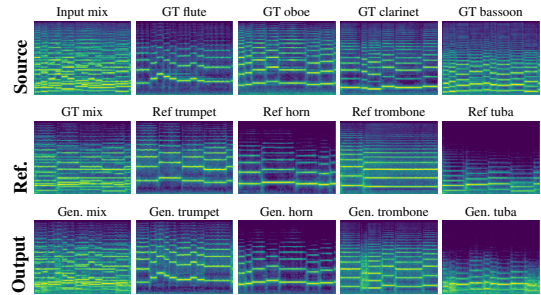 Input mix GT flute GT oboe GT clarinet GT bassoon
Source
GT mix Ref trumpet Ref horn Ref trombone Ref tuba
Ref.
Gen. mix Gen. trumpet Gen. horn Gen. trombone Gen. tuba
Output